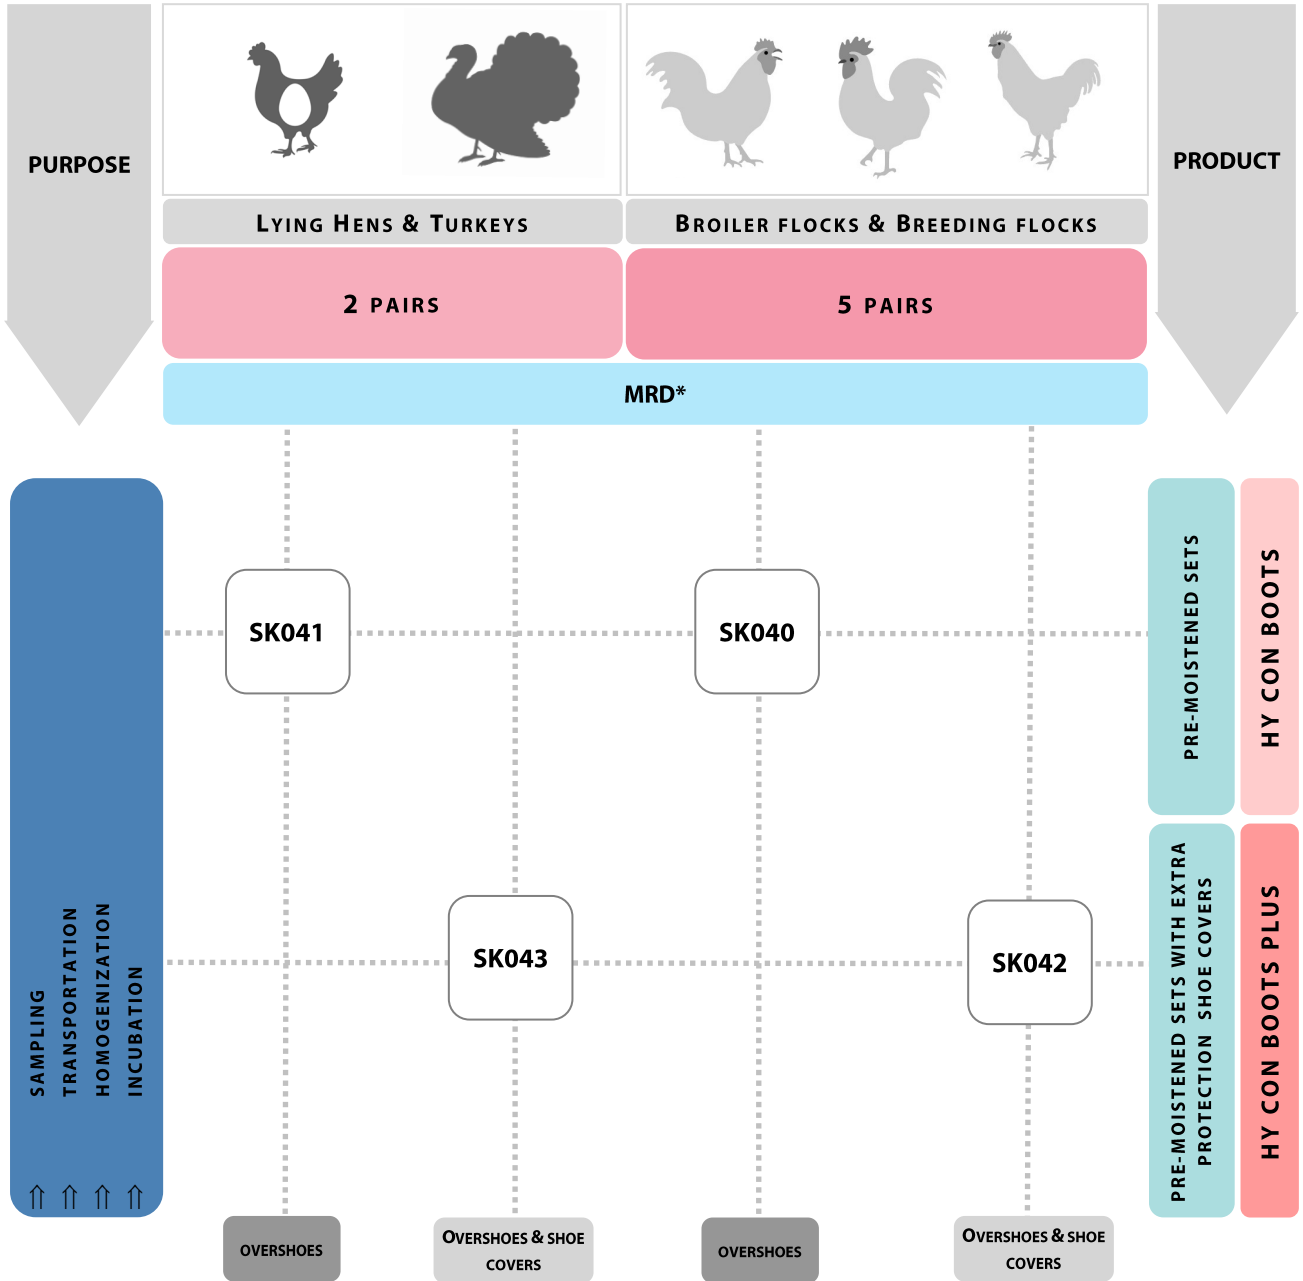 PURPOSE
PRODUCT
LYING HENS & TURKEYS
BROILER FLOCKS & BREEDING FLOCKS
2 PAIRS
5 PAIRS
MRD*
SK041
SK040
SK043
SK042
SAMPLING
TRANSPORTATION
HOMOGENIZATION
INCUBATION
PRE-MOISTENED SETS
HY CON BOOTS
PRE-MOISTENED SETS WITH EXTRA
PROTECTION SHOE COVERS
HY CON BOOTS PLUS
OVERSHOES
OVERSHOES & SHOE
COVERS
OVERSHOES
OVERSHOES & SHOE
COVERS